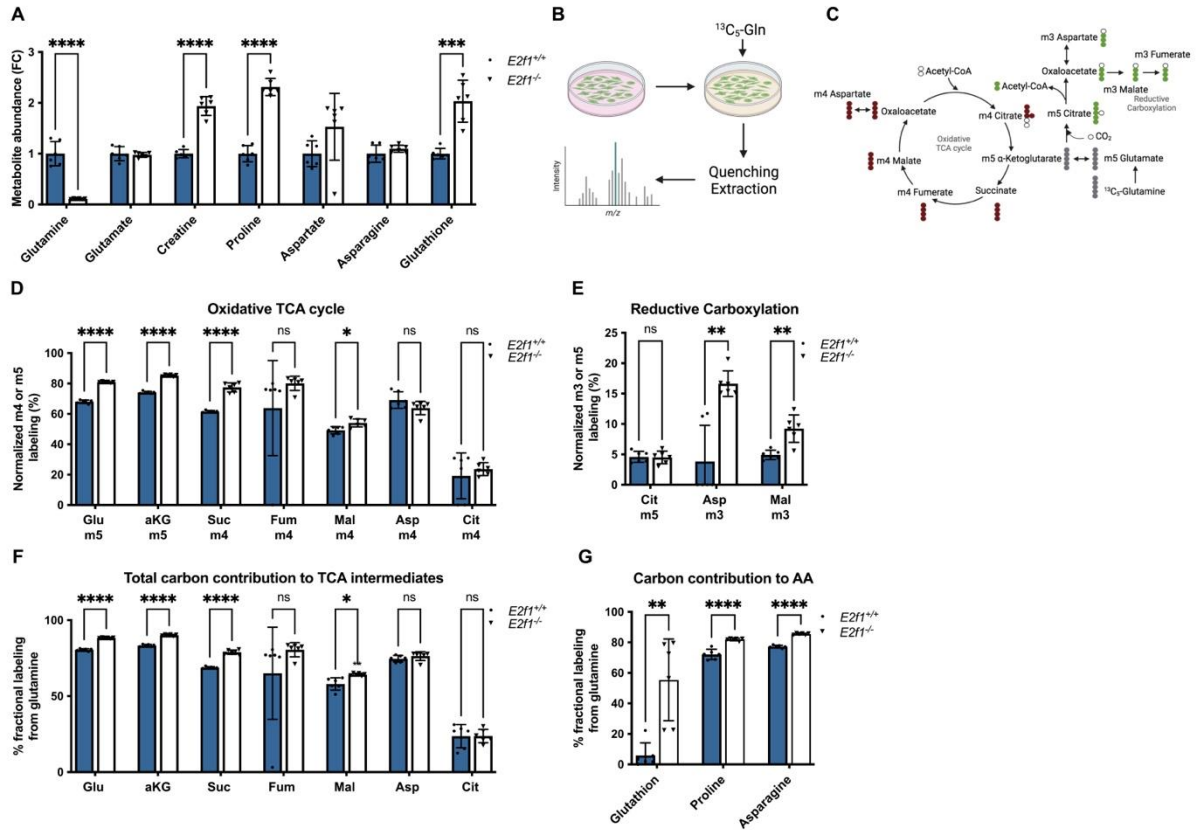 A
****
****
****
***
E2f1+/+
E2f1-/-
Metabolite abundance (FC)
3
2
1
0
Glutamine
Glutamate
Creatine
Proline
Aspartate
Asparagine
Glutathione
B
13C5-Gln
Quenching
Extraction
Intensity
m/z
C
m3 Aspartate
m3 Fumarate
Acetyl-CoA
Oxaloacetate
Acetyl-CoA
m3 Malate
Reductive
Carboxylation
m4 Aspartate
Oxaloacetate
m4 Citrate
m5 Citrate
CO2
Oxidative
TCA cycle
m5 α-Ketoglutarate
m5 Glutamate
m4 Malate
m4 Fumarate
Succinate
13C5-Glutamine
D
Oxidative TCA cycle
****
****
****
ns
*
ns
ns
E2f1+/+
E2f1-/-
Normalized m4 or m5
labeling (%)
100
80
60
40
20
0
Glu
m5
aKG
m5
Suc
m4
Fum
m4
Mal
m4
Asp
m4
Cit
m4
E
Reductive Carboxylation
ns
**
**
E2f1+/+
E2f1-/-
Normalized m3 or m5
labeling (%)
25
20
15
10
5
0
Cit
m5
Asp
m3
Mal
m3
F
Total carbon contribution to TCA intermediates
****
****
****
ns
*
ns
ns
E2f1+/+
E2f1-/-
% fractional labeling
from glutamine
100
50
0
Glu
aKG
Suc
Fum
Mal
Asp
Cit
G
Carbon contribution to AA
**
****
****
E2f1+/+
E2f1-/-
% fractional labeling
from glutamine
100
80
60
40
20
0
Glutathion
Proline
Asparagine